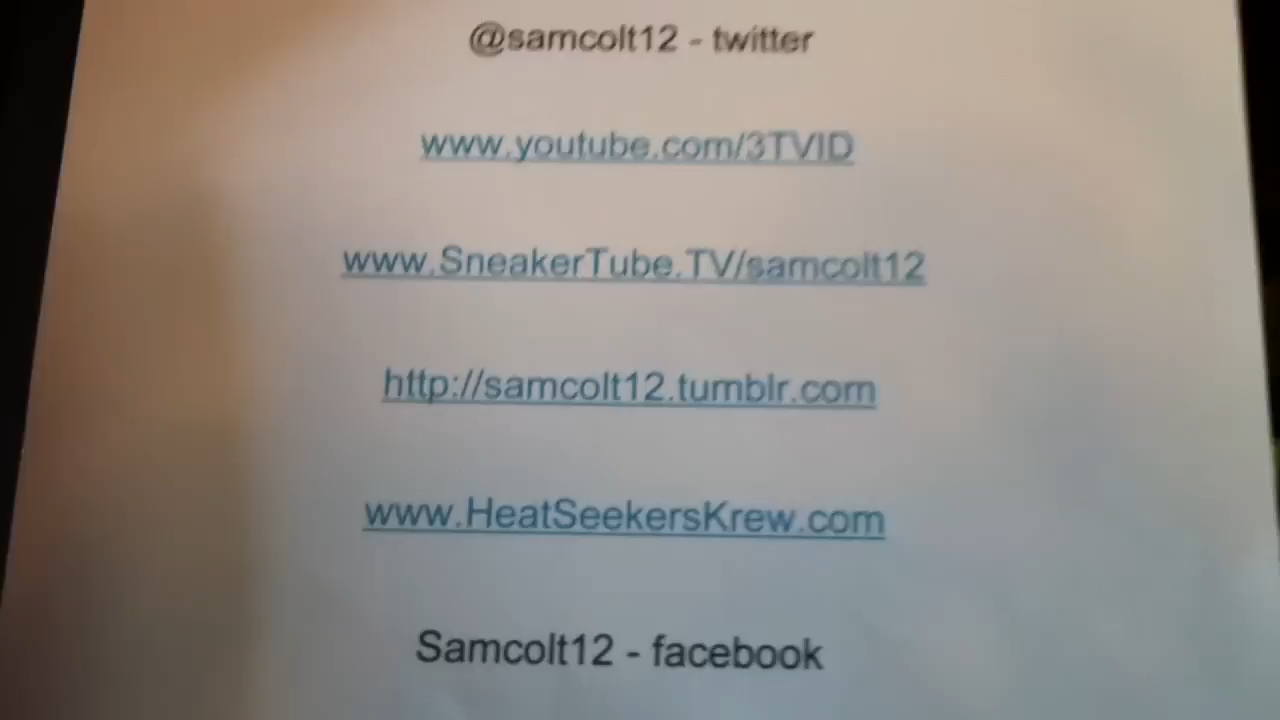 @samcolt12 - twitter
www.youtube.com/3TVID
www.SneakerTube.TV/samcolt12
http://samcolt12.tumblr.com
www.HeatSeekersKrew.com
Samcolt12 - facebook